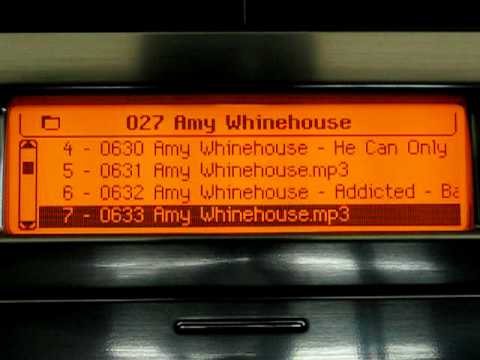 027 Amy Whinehouse
4 - 0630 Amy Whinehouse - He Can Only
5 - 0631 Amy Whinehouse.mp3
6 - 0632 Amy Whinehouse - Addicted - Ba
7 - 0633 Amy Whinehouse.mp3